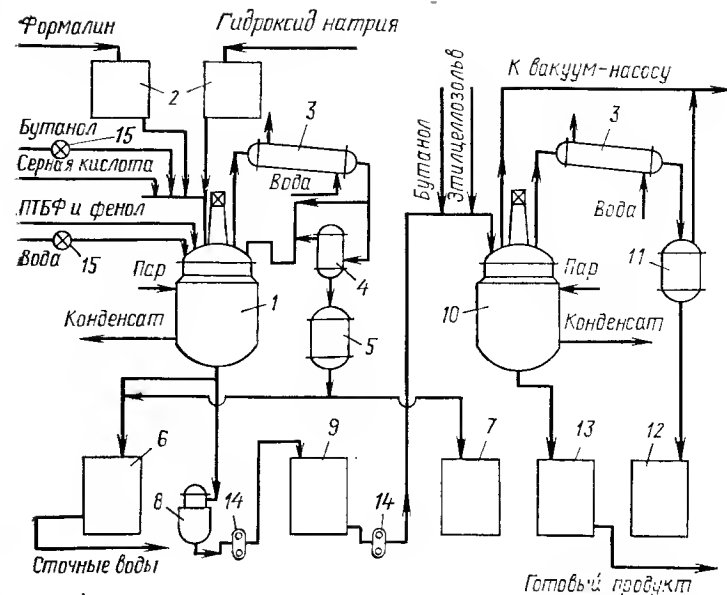 Формалин
Гидроксид натрия
К вакуум-насосу
2
3
3
Бутанол
15
Серная кислота
Вода
Бутанол
Этилцеллозольв
Вода
ПТБФ и фенол
Вода
15
Пар
4
11
Пар
1
10
Конденсат
5
Конденсат
6
9
7
13
12
8
14
14
Сточные воды
Готовый продукт